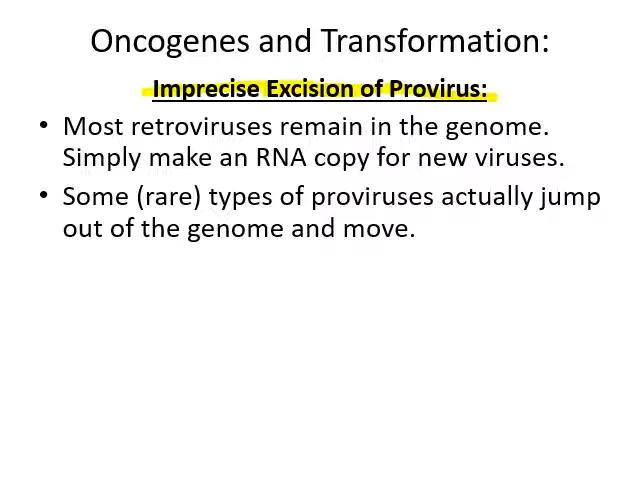 Oncogenes and Transformation:
Imprecise Excision of Provirus:
• Most retroviruses remain in the genome.
Simply make an RNA copy for new viruses.
• Some (rare) types of proviruses actually jump
out of the genome and move.